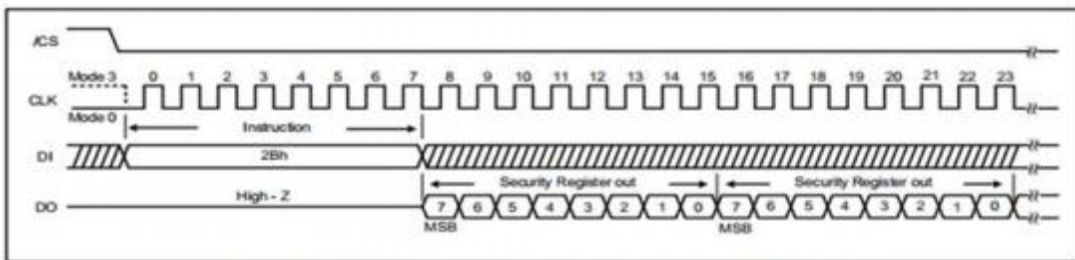 /CS
Mode 3 0 1 2 3 4 5 6 7 8 9 10 11 12 13 14 15 16 17 18 19 20 21 22 23
CLK
Mode 0
Instruction
DI 2Bh
Security Register out Security Register out
High - Z
DO 7 6 5 4 3 2 1 0 7 6 5 4 3 2 1 0
MSB MSB